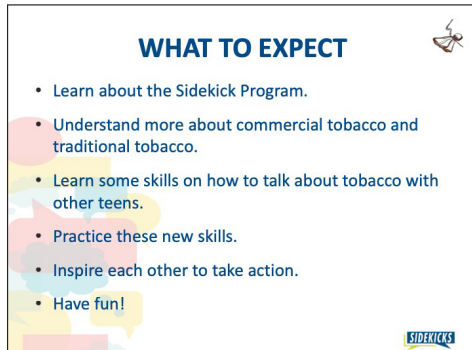 WHAT TO EXPECT
• Learn about the Sidekick Program.
• Understand more about commercial tobacco and
traditional tobacco.
• Learn some skills on how to talk about tobacco with
other teens.
• Practice these new skills.
• Inspire each other to take action.
• Have fun!
SIDEKICKS